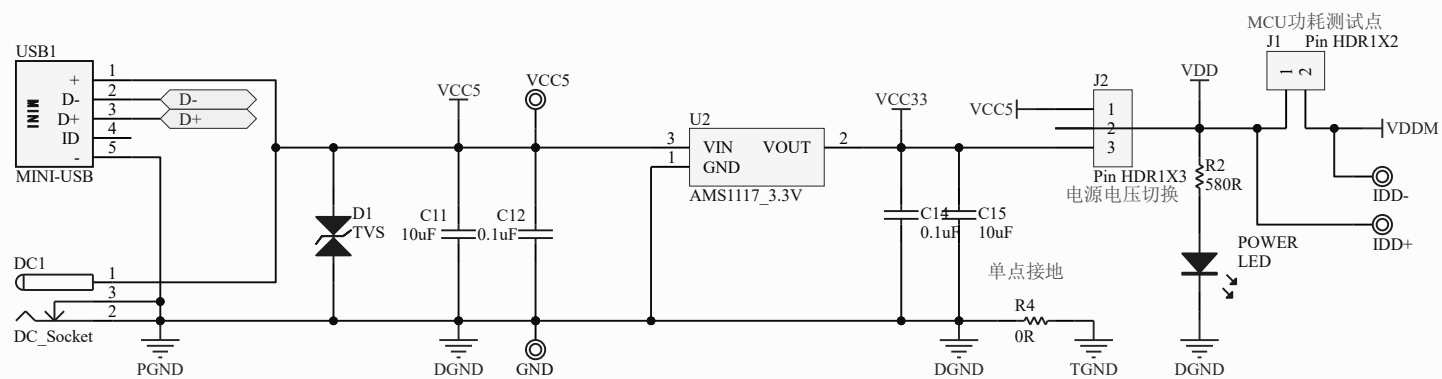 MCU功耗测试点
J1 Pin HDR1X2
1 2
USB1
+ 1
D- 2 D-
D+ 3 D+
ID 4
- 5
MINI
MINI-USB
VCC5
VCC5
U2
3 VIN VOUT 2
1 GND
AMS1117_3.3V
VCC33
J2
VCC5 1
2
3
Pin HDR1X3
电源电压切换
VDD
VDDM
R2
580R
IDD-
IDD+
D1
TVS
C11
10uF
C12
0.1uF
C14
0.1uF
C15
10uF
POWER
LED
DC1
1
3
2
DC_Socket
单点接地
R4
0R
PGND
DGND
GND
DGND
TGND
DGND